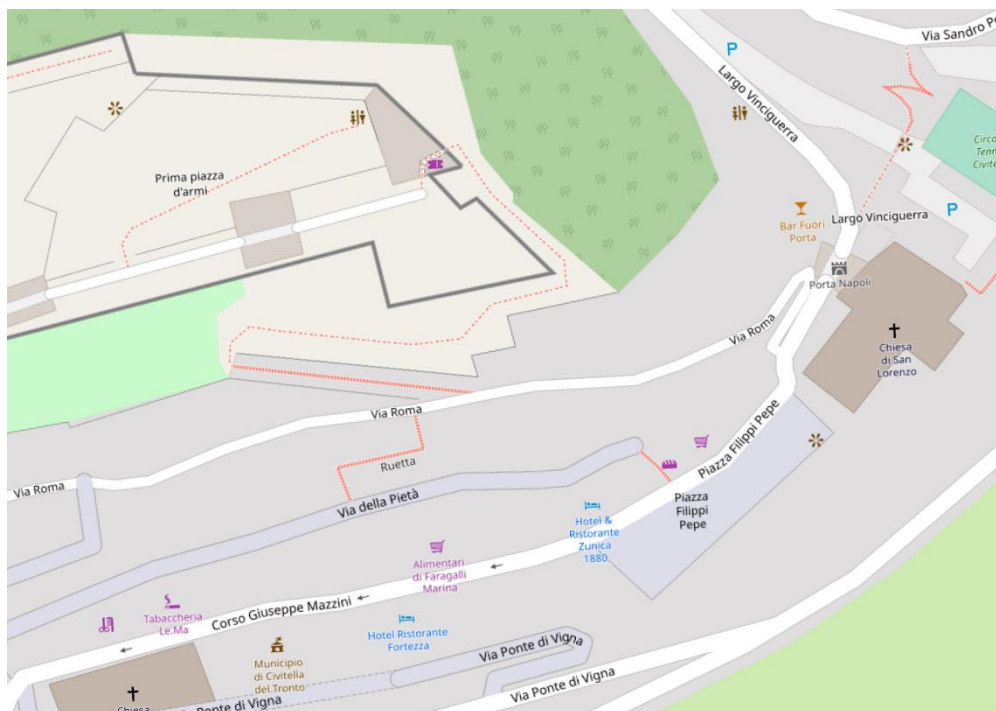 Via Sandro Pe
P
Largo Vinciguerra
Circo
Tenn
Civite
Prima piazza
d'armi
P
Largo Vinciguerra
Bar Fuori
Porta
Porta Napoli
Via Roma
Chiesa
di San
Lorenzo
Via Roma
Piazza Filippi Pepe
Ruetta
Via Roma
Via della Pietà
Piazza
Filippi
Pepe
Hotel &
Ristorante
Zunica
1880
Alimentari
di Faragalli
Marina
Corso Giuseppe Mazzini
Tabaccheria
Le.Ma
Hotel Ristorante
Fortezza
Via Ponte di Vigna
Municipio
di Civitella
del Tronto
Via Ponte di Vigna
Chiesa
Ponte di Vigna